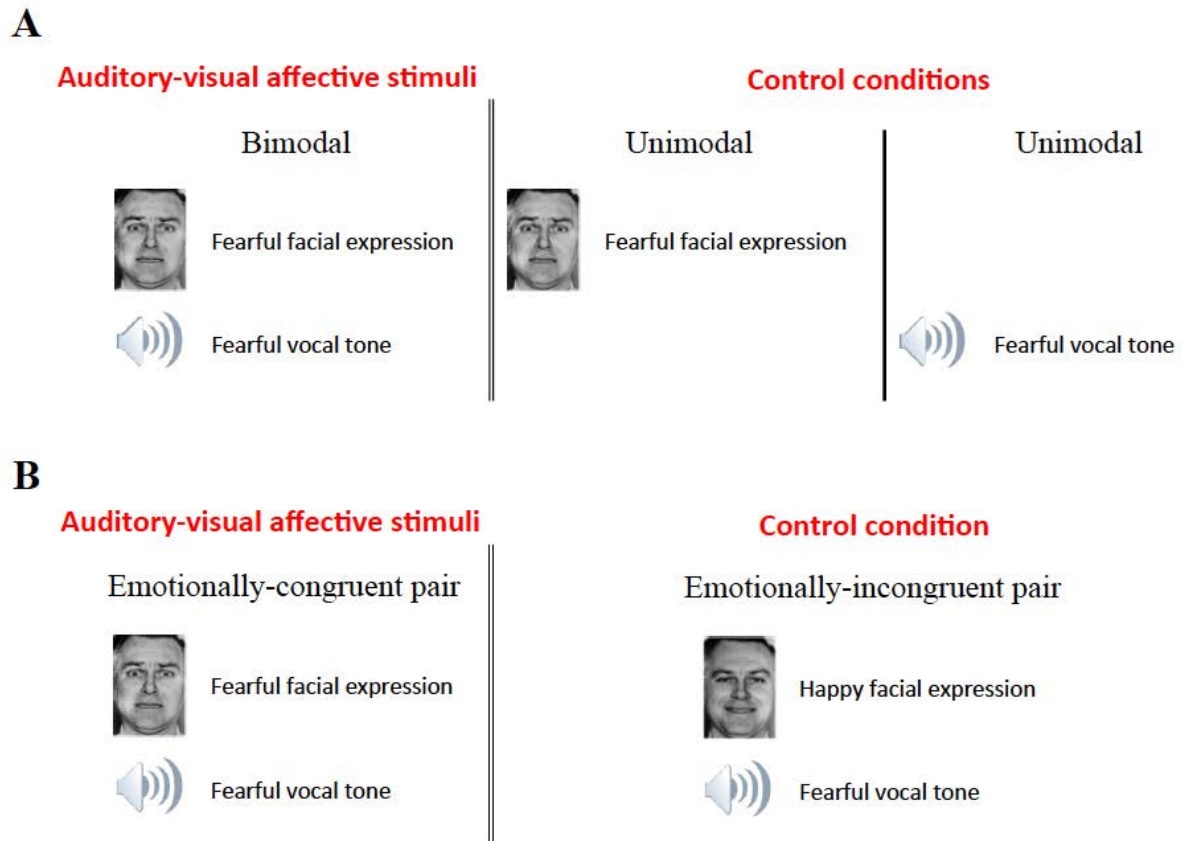 A
Auditory-visual affective stimuli
Control conditions
Bimodal
Unimodal
Unimodal
Fearful facial expression
Fearful facial expression
Fearful vocal tone
Fearful vocal tone
B
Auditory-visual affective stimuli
Control condition
Emotionally-congruent pair
Emotionally-incongruent pair
Fearful facial expression
Happy facial expression
Fearful vocal tone
Fearful vocal tone